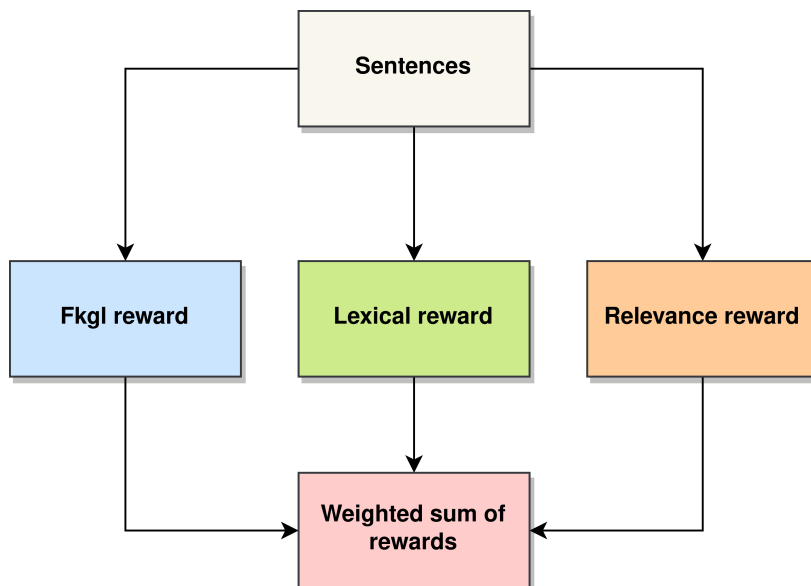 Sentences
Fkgl reward
Lexical reward
Relevance reward
Weighted sum of
rewards